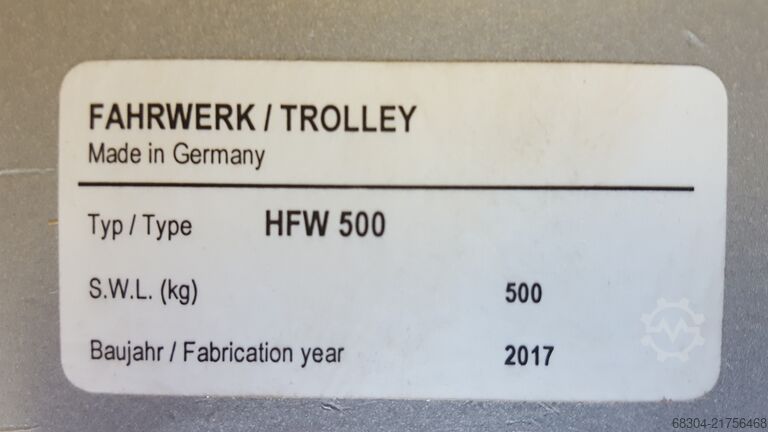 FAHRWERK / TROLLEY
Made in Germany
Typ / Type HFW 500
S.W.L. (kg) 500
Baujahr / Fabrication year 2017
68304-21756468